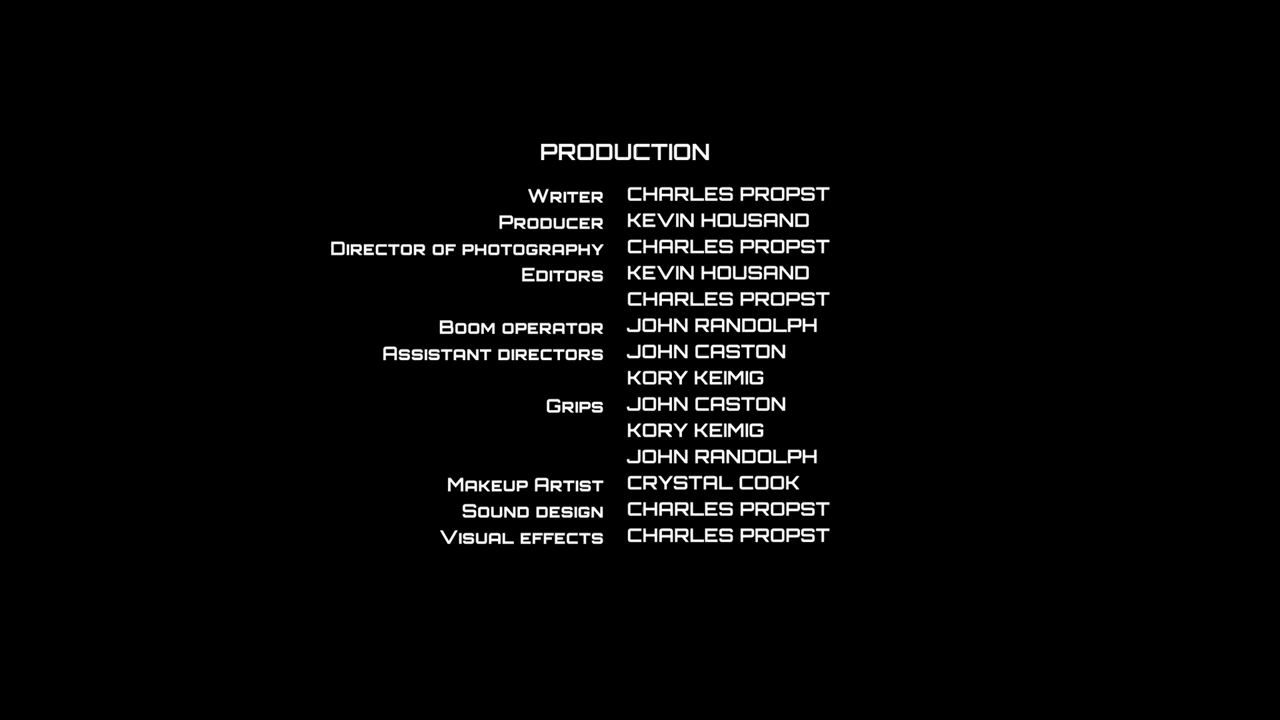 PRODUCTION
Writer CHARLES PROPST
Producer KEVIN HOUSAND
Director of photography CHARLES PROPST
Editors KEVIN HOUSAND
CHARLES PROPST
Boom operator JOHN RANDOLPH
Assistant directors JOHN CASTON
KORY KEIMIG
Grips JOHN CASTON
KORY KEIMIG
JOHN RANDOLPH
Makeup Artist CRYSTAL COOK
Sound design CHARLES PROPST
Visual effects CHARLES PROPST